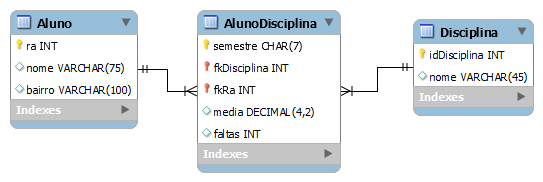 Aluno
ra INT
nome VARCHAR(75)
bairro VARCHAR(100)
Indexes
AlunoDisciplina
semestre CHAR(7)
fkDisciplina INT
fkRa INT
media DECIMAL(4,2)
faltas INT
Indexes
Disciplina
idDisciplina INT
nome VARCHAR(45)
Indexes